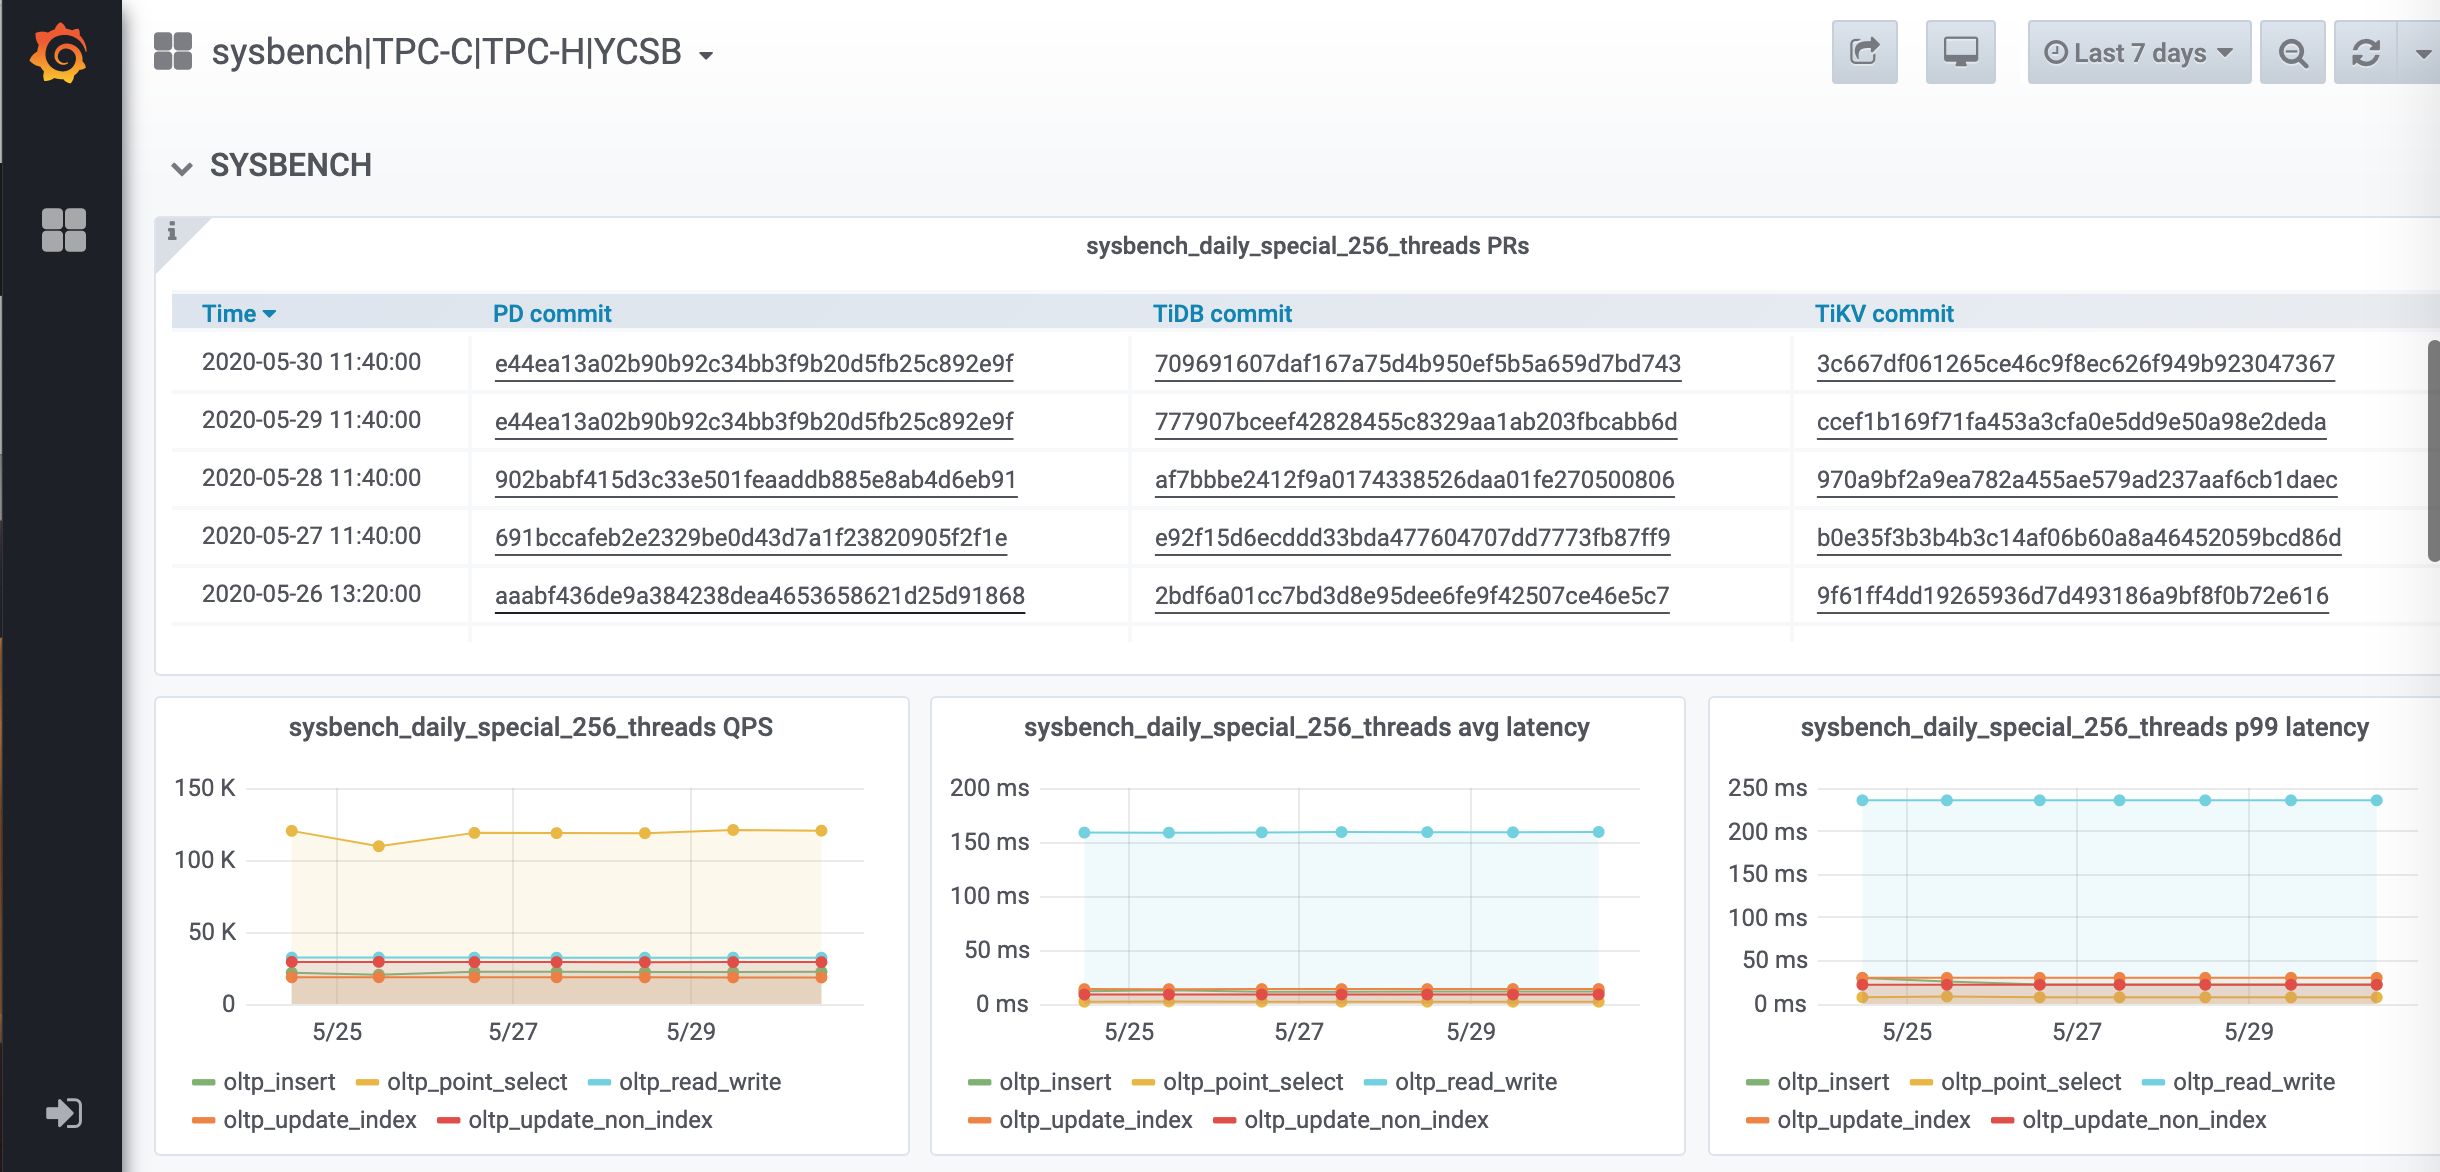 sysbench|TPC-C|TPC-H|YCSB
Last 7 days
SYSBENCH
i
sysbench_daily_special_256_threads PRs
Time PD commit TiDB commit TiKV commit
2020-05-30 11:40:00 e44ea13a02b90b92c34bb3f9b20d5fb25c892e9f 709691607daf167a75d4b950ef5b5a659d7bd743 3c667df061265ce46c9f8ec626f949b923047367
2020-05-29 11:40:00 e44ea13a02b90b92c34bb3f9b20d5fb25c892e9f 777907bceef42828455c8329aa1ab203fbcabb6d ccef1b169f71fa453a3cfa0e5dd9e50a98e2deda
2020-05-28 11:40:00 902babf415d3c33e501feaaddb885e8ab4d6eb91 af7bbbe2412f9a0174338526daa01fe270500806 970a9bf2a9ea782a455ae579ad237aaf6cb1daec
2020-05-27 11:40:00 691bccafeb2e2329be0d43d7a1f23820905f2f1e e92f15d6ecddd33bda477604707dd7773fb87ff9 b0e35f3b3b4b3c14af06b60a8a46452059bcd86d
2020-05-26 13:20:00 aaabf436de9a384238dea4653658621d25d91868 2bdf6a01cc7bd3d8e95dee6fe9f42507ce46e5c7 9f61ff4dd19265936d7d493186a9bf8f0b72e616
sysbench_daily_special_256_threads QPS
150 K
100 K
50 K
0
5/25 5/27 5/29
oltp_insert oltp_point_select oltp_read_write
oltp_update_index oltp_update_non_index
sysbench_daily_special_256_threads avg latency
200 ms
150 ms
100 ms
50 ms
0 ms
5/25 5/27 5/29
oltp_insert oltp_point_select oltp_read_write
oltp_update_index oltp_update_non_index
sysbench_daily_special_256_threads p99 latency
250 ms
200 ms
150 ms
100 ms
50 ms
0 ms
5/25 5/27 5/29
oltp_insert oltp_point_select oltp_read_write
oltp_update_index oltp_update_non_index